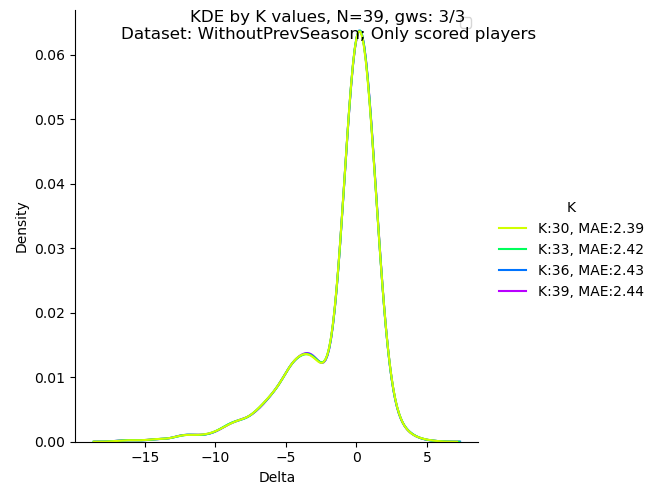 KDE by K values, N=39, gws: 3/3
Dataset: WithoutPrevSeason; Only scored players
0.06
0.05
0.04
0.03
0.02
0.01
0.00
Density
−15
−10
−5
0
5
Delta
K
K:30, MAE:2.39
K:33, MAE:2.42
K:36, MAE:2.43
K:39, MAE:2.44